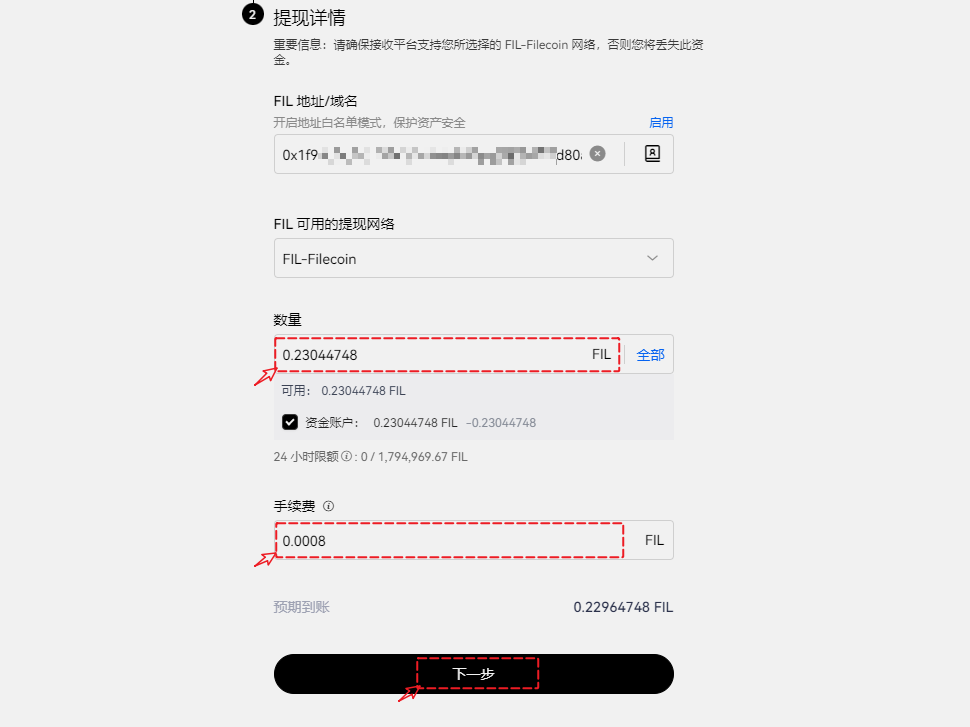 2 提现详情
重要信息：请确保接收平台支持您所选择的 FIL-Filecoin 网络，否则您将丢失此资
金。
FIL 地址/域名
开启地址白名单模式，保护资产安全 启用
0x1f9 d80
FIL 可用的提现网络
FIL-Filecoin
数量
0.23044748 FIL 全部
可用： 0.23044748 FIL
资金账户： 0.23044748 FIL -0.23044748
24 小时限额 : 0 / 1,794,969.67 FIL
手续费
0.0008 FIL
预期到账 0.22964748 FIL
下一步